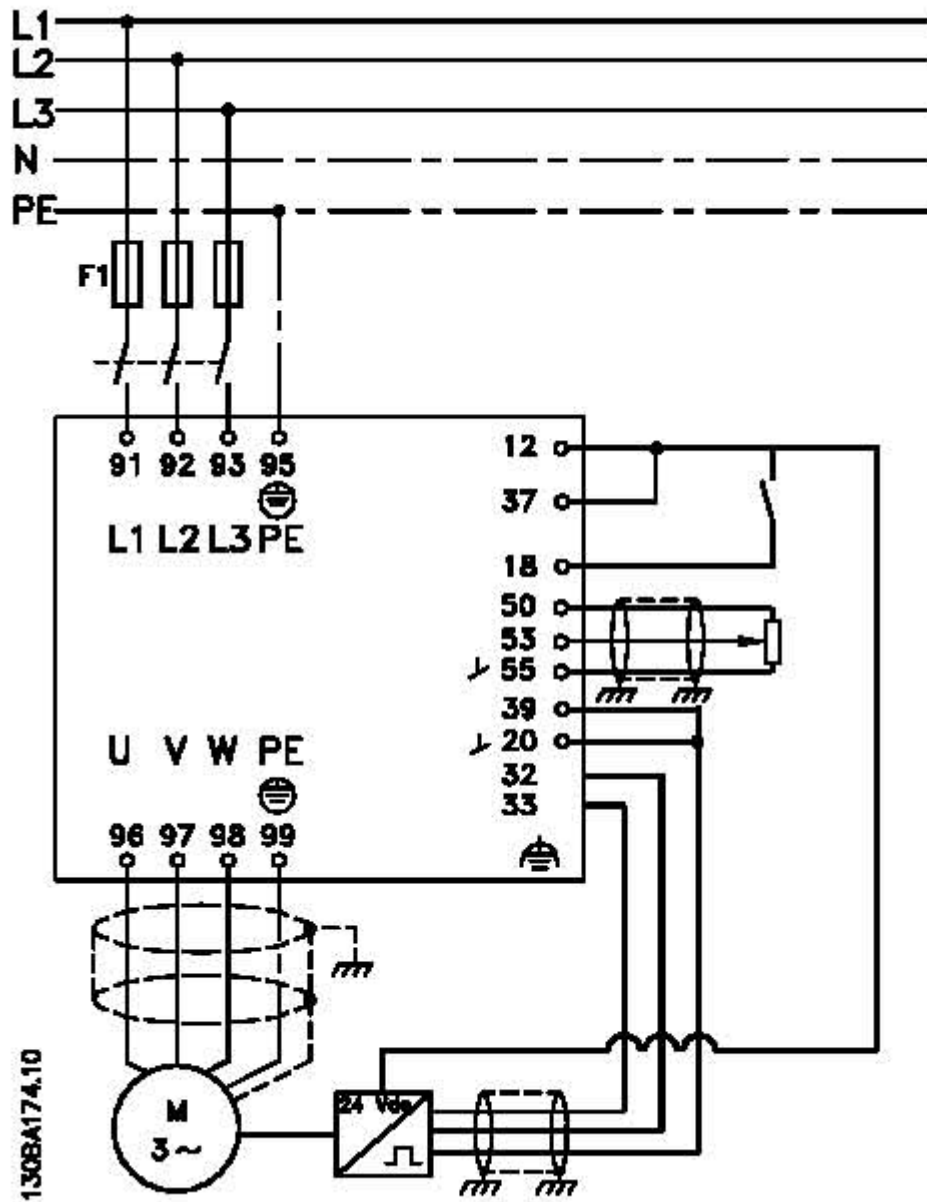 L1
L2
L3
N
PE
F1
91 92 93 95
L1 L2 L3 PE
12
37
18
50
53
55
39
20
32
33
U V W PE
96 97 98 99
M
3~
24 Vdc
130BA174.10